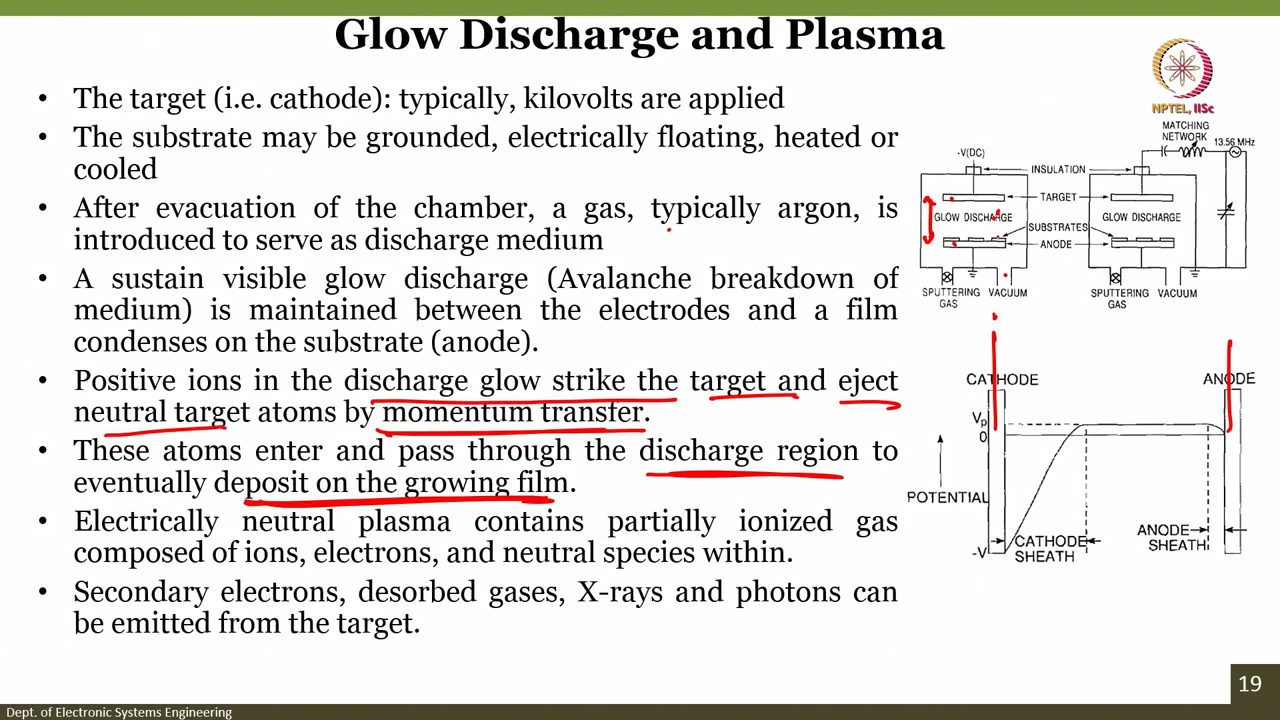 Glow Discharge and Plasma
NPTEL, IISc
• The target (i.e. cathode): typically, kilovolts are applied
• The substrate may be grounded, electrically floating, heated or
cooled
• After evacuation of the chamber, a gas, typically argon, is
introduced to serve as discharge medium
• A sustain visible glow discharge (Avalanche breakdown of
medium) is maintained between the electrodes and a film
condenses on the substrate (anode).
• Positive ions in the discharge glow strike the target and eject
neutral target atoms by momentum transfer.
• These atoms enter and pass through the discharge region to
eventually deposit on the growing film.
• Electrically neutral plasma contains partially ionized gas
composed of ions, electrons, and neutral species within.
• Secondary electrons, desorbed gases, X-rays and photons can
be emitted from the target.
MATCHING
NETWORK
13.56 MHz
-V(DC)
INSULATION
TARGET
GLOW DISCHARGE
GLOW DISCHARGE
SUBSTRATES
ANODE
SPUTTERING
GAS
VACUUM
SPUTTERING
GAS
VACUUM
CATHODE
ANODE
Vp
0
POTENTIAL
-V
CATHODE
SHEATH
ANODE
SHEATH
19
Dept. of Electronic Systems Engineering